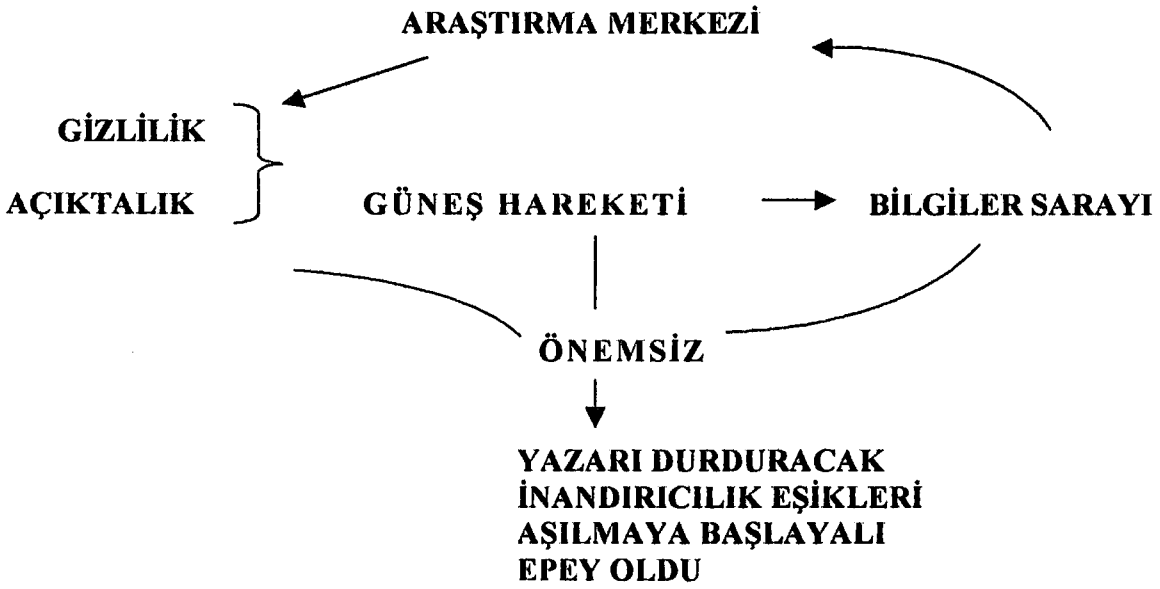 ARAŞTIRMA MERKEZİ
GİZLİLİK
AÇIKTALIK
GÜNEŞ HAREKETİ
BİLGİLER SARAYI
ÖNEMSİZ
YAZARI DURDURACAK
İNANDIRICILIK EŞİKLERİ
AŞILMAYA BAŞLAYALI
EPEY OLDU